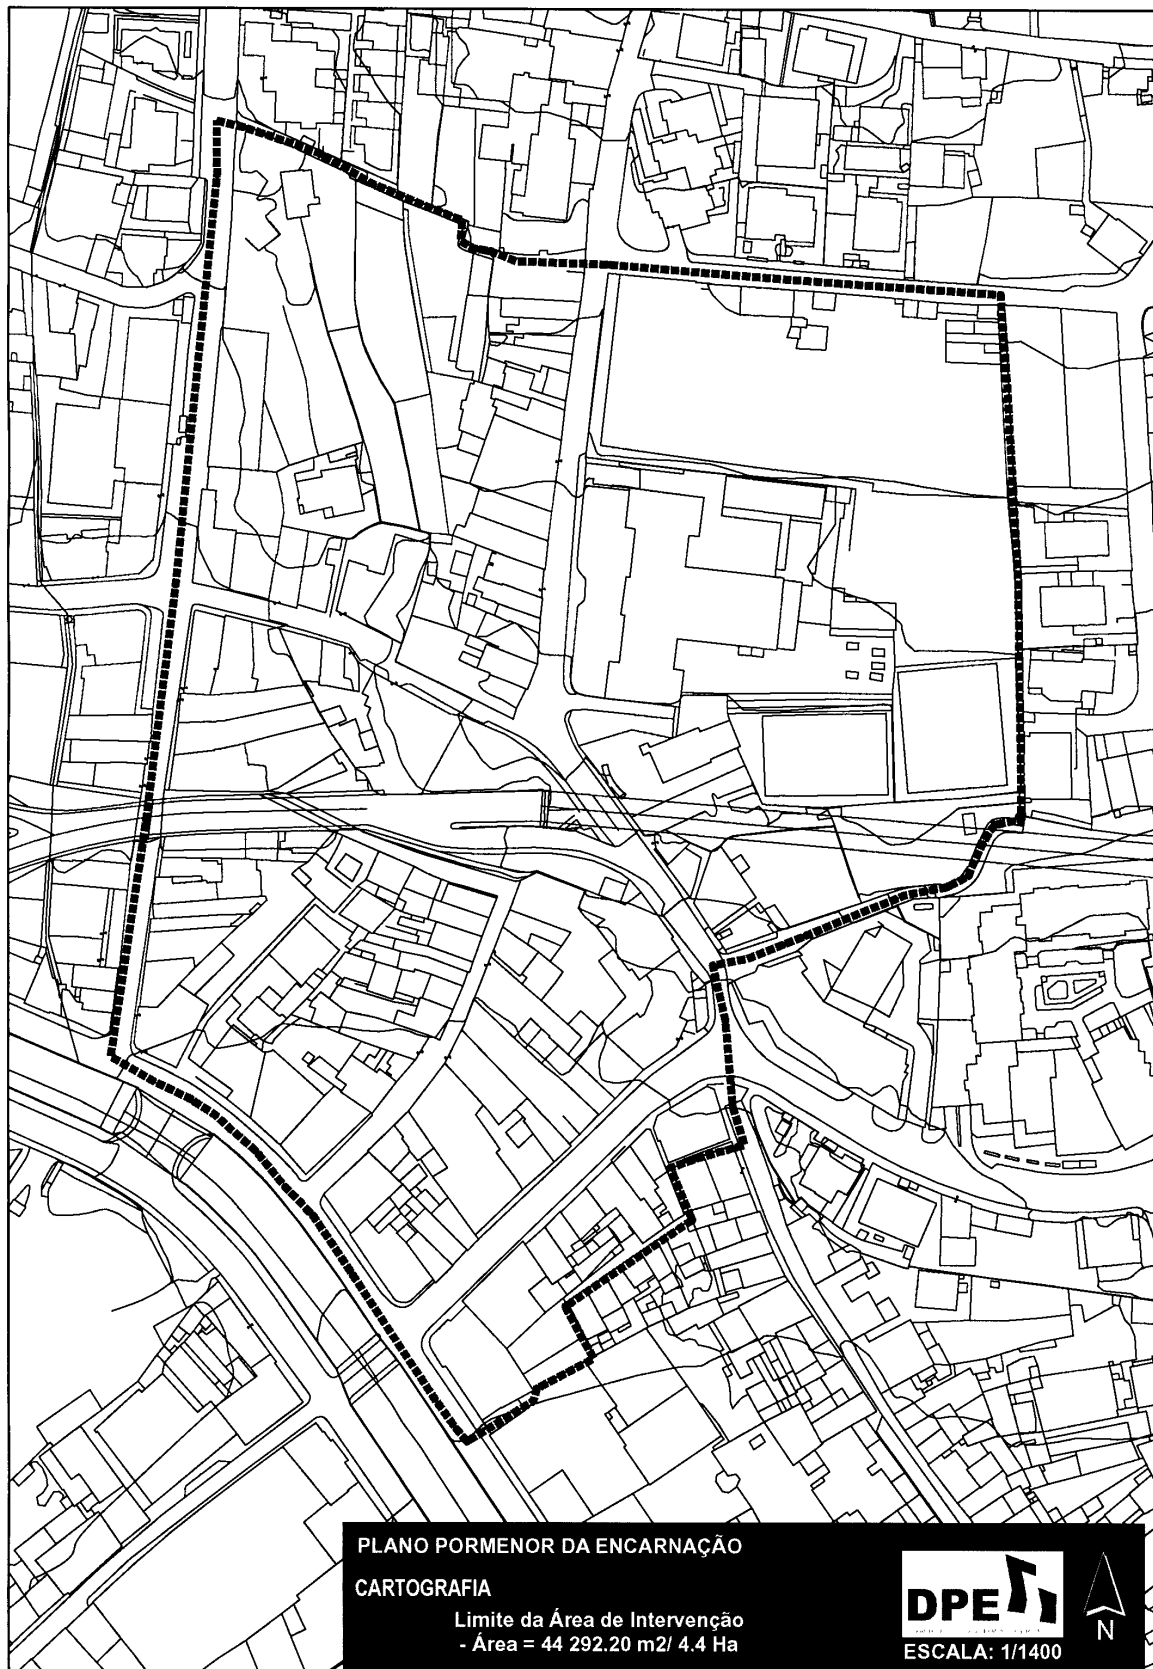 PLANO PORMENOR DA ENCARNAÇÃO
CARTOGRAFIA
Limite da Área de Intervenção
- Área = 44 292.20 m2/ 4.4 Ha
DPE
ESCALA: 1/1400
N